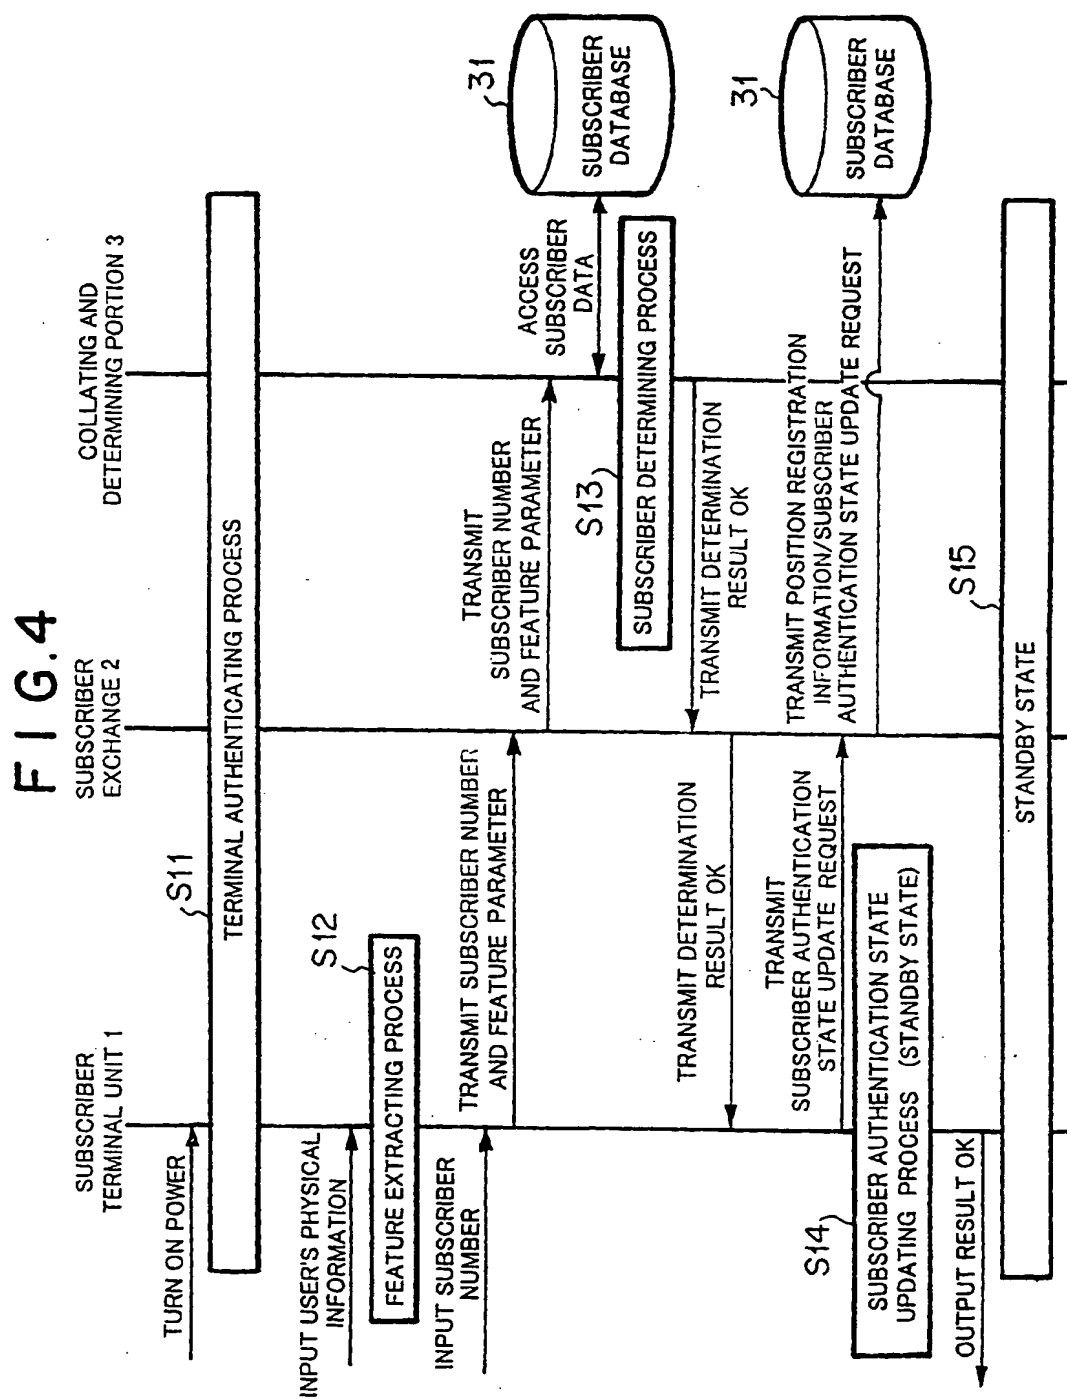 FIG.4
SUBSCRIBER
TERMINAL UNIT 1
SUBSCRIBER
EXCHANGE 2
COLLATING AND
DETERMINING PORTION 3
TURN ON POWER
S11
TERMINAL AUTHENTICATING PROCESS
INPUT USER'S PHYSICAL
INFORMATION
S12
FEATURE EXTRACTING PROCESS
INPUT SUBSCRIBER
NUMBER
TRANSMIT SUBSCRIBER NUMBER
AND FEATURE PARAMETER
TRANSMIT
SUBSCRIBER NUMBER
AND FEATURE PARAMETER
ACCESS
SUBSCRIBER
DATA
31
SUBSCRIBER
DATABASE
S13
SUBSCRIBER DETERMINING PROCESS
TRANSMIT DETERMINATION
RESULT OK
TRANSMIT DETERMINATION
RESULT OK
TRANSMIT
SUBSCRIBER AUTHENTICATION
STATE UPDATE REQUEST
TRANSMIT POSITION REGISTRATION
INFORMATION/SUBSCRIBER
AUTHENTICATION STATE UPDATE REQUEST
31
SUBSCRIBER
DATABASE
S14
SUBSCRIBER AUTHENTICATION STATE
UPDATING PROCESS (STANDBY STATE)
OUTPUT RESULT OK
S15
STANDBY STATE